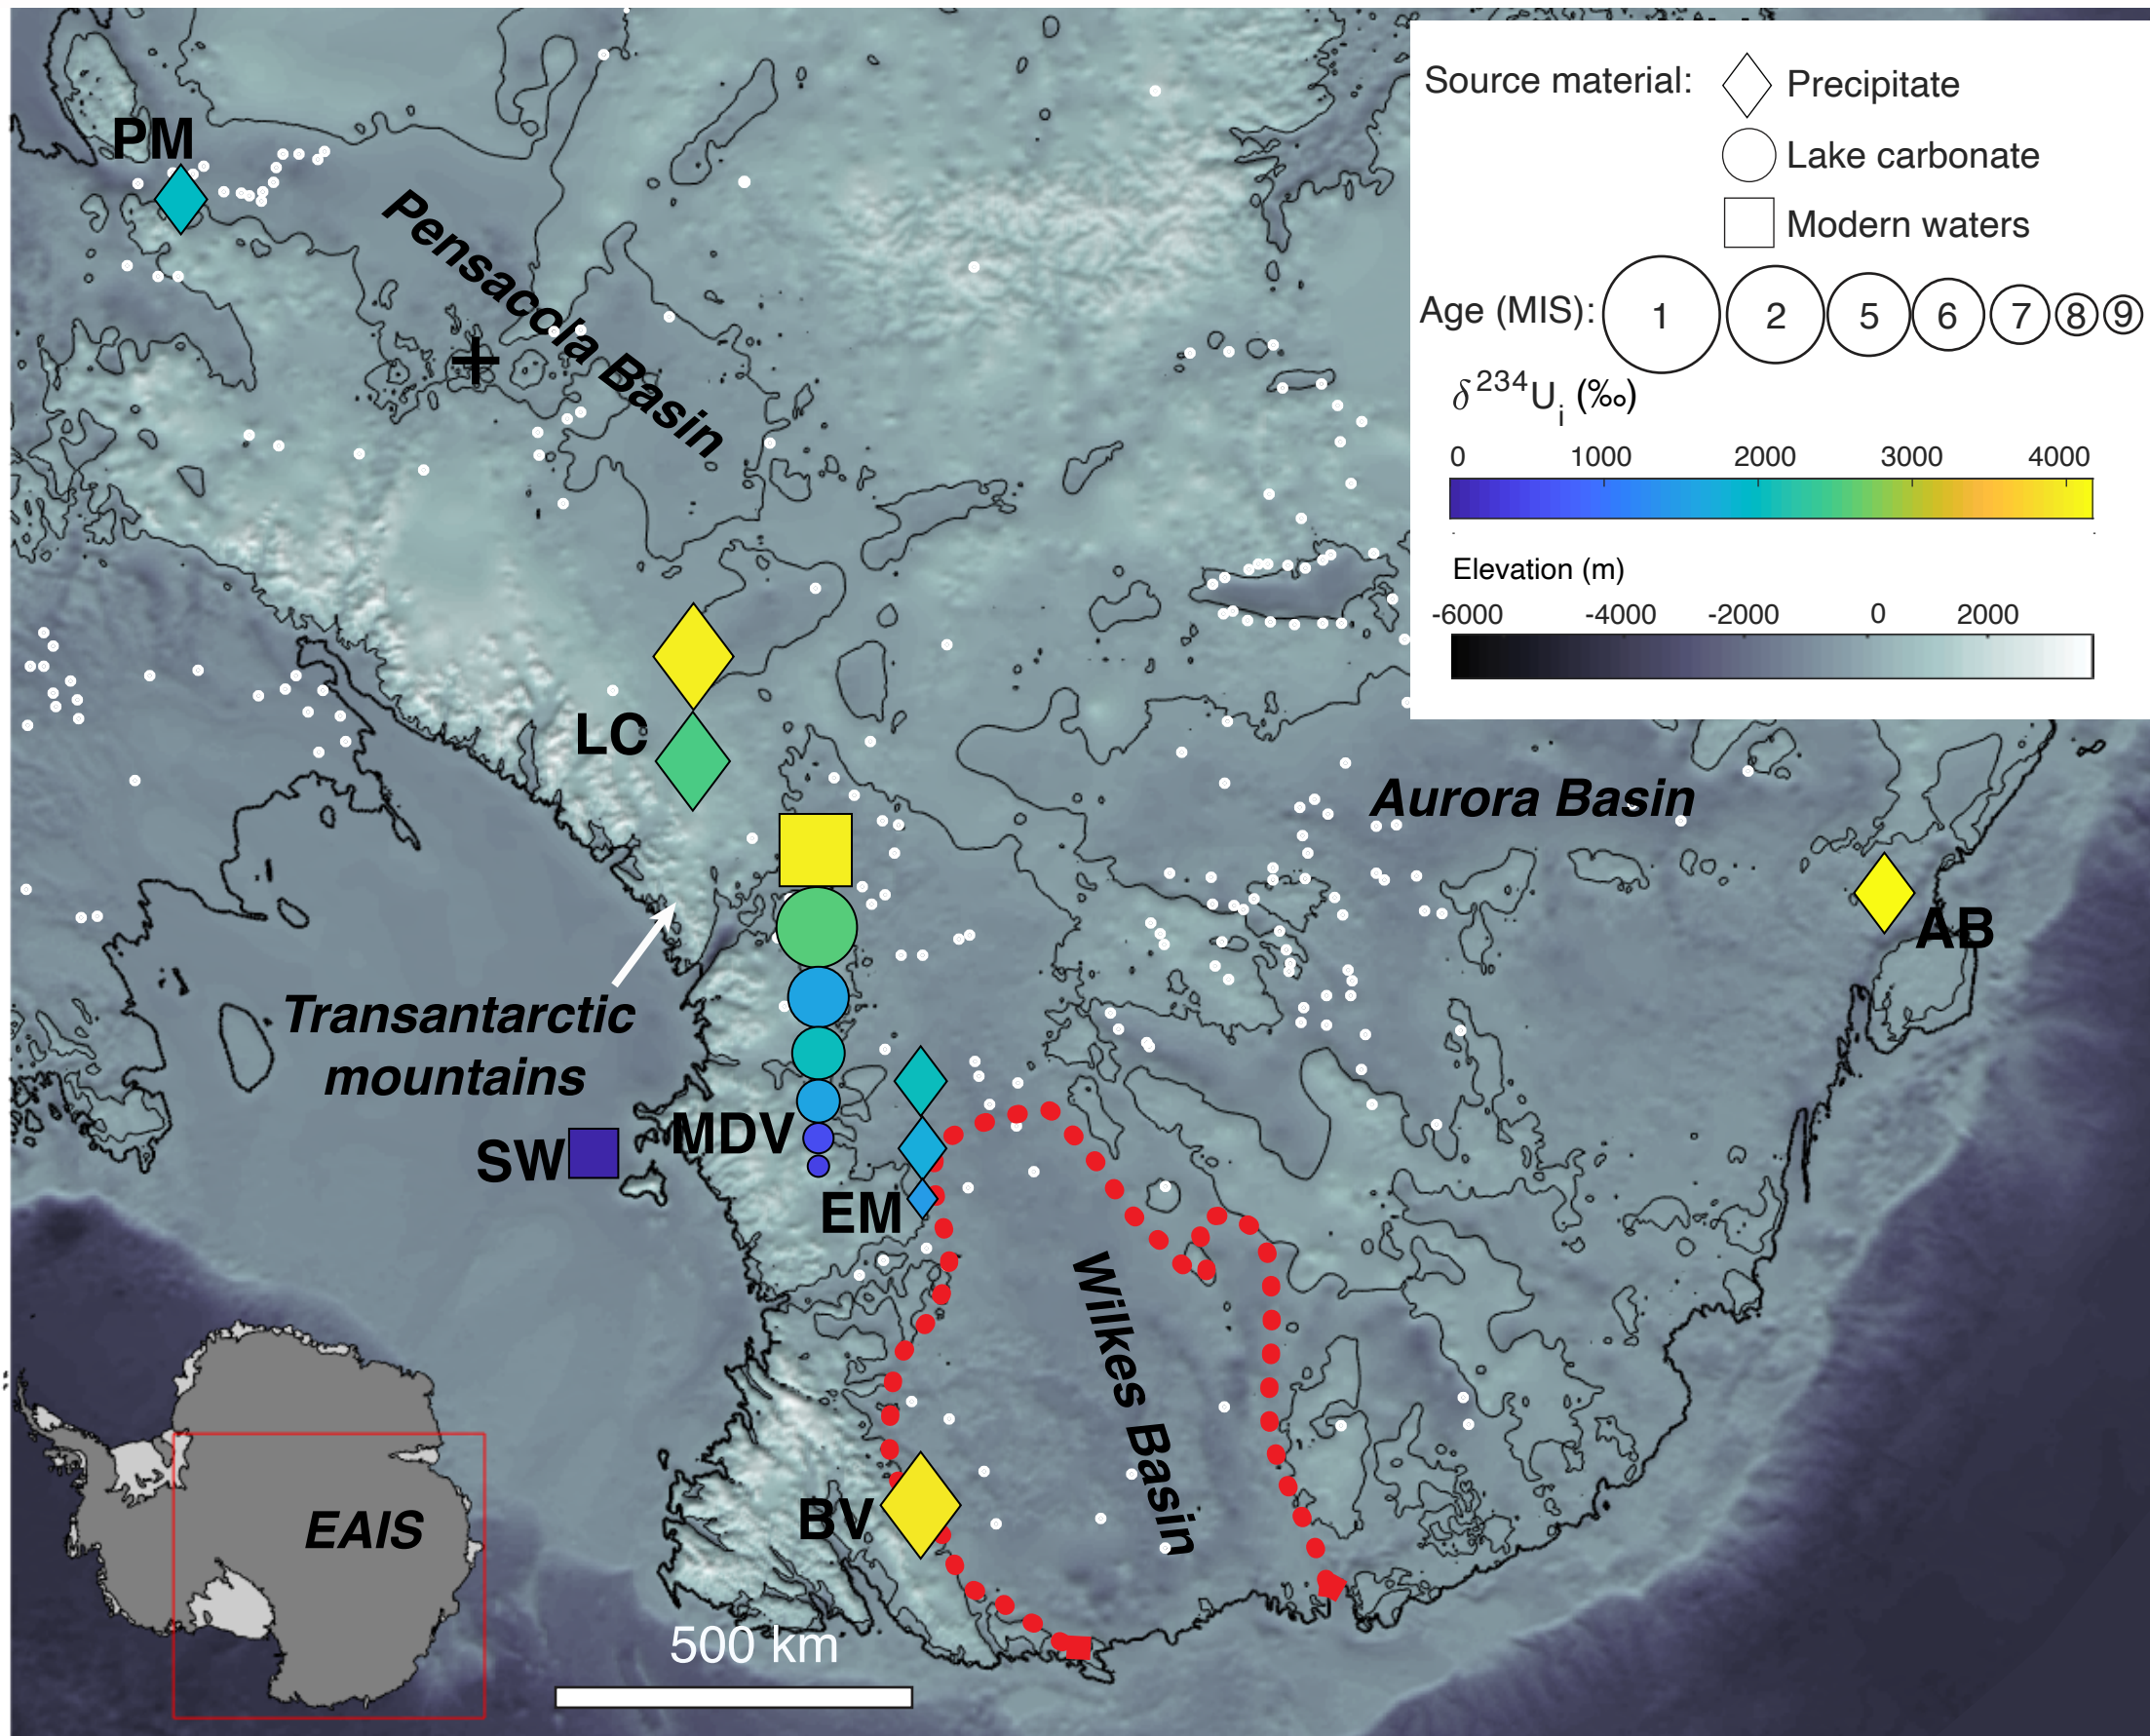 Source material:
Precipitate
Lake carbonate
Modern waters
Age (MIS): 1 2 5 6 7 8 9
δ²³⁴Uᵢ (‰)
0 1000 2000 3000 4000
Elevation (m)
-6000 -4000 -2000 0 2000
PM
Pensacola Basin
LC
Aurora Basin
AB
Transantarctic
mountains
SW
MDV
EM
Wilkes Basin
BV
EAIS
500 km